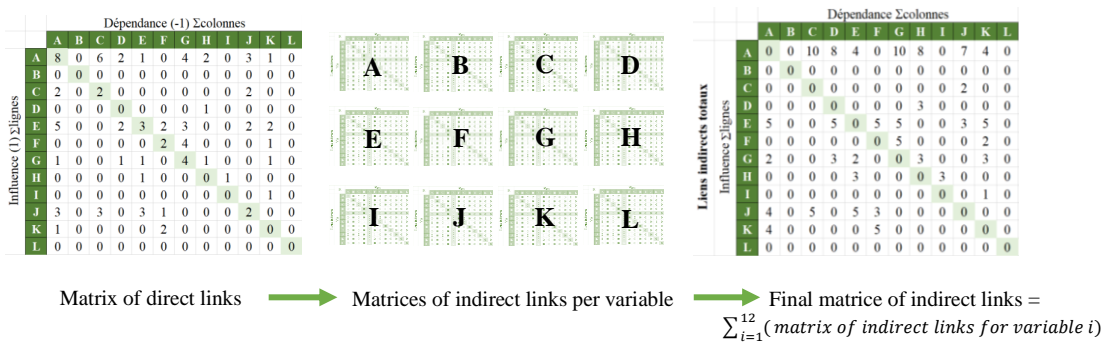 Dépendance (-1) Σcolonnes
A B C D E F G H I J K L
Influence (1) Σlignes
A 8 0 6 2 1 0 4 2 0 3 1 0
B 0 0 0 0 0 0 0 0 0 0 0 0
C 2 0 2 0 0 0 0 0 0 2 0 0
D 0 0 0 0 0 0 0 1 0 0 0 0
E 5 0 0 2 3 2 3 0 0 2 2 0
F 0 0 0 0 0 2 4 0 0 0 1 0
G 1 0 0 1 1 0 4 1 0 0 1 0
H 0 0 0 0 1 0 0 0 1 0 0 0
I 0 0 0 0 0 0 0 0 0 0 1 0
J 3 0 3 0 3 1 0 0 0 2 0 0
K 1 0 0 0 0 2 0 0 0 0 0 0
L 0 0 0 0 0 0 0 0 0 0 0 0
A B C D
E F G H
I J K L
Dépendance Σcolonnes
A B C D E F G H I J K L
Liens indirects totaux
Influence Σlignes
A 0 0 10 8 4 0 10 8 0 7 4 0
B 0 0 0 0 0 0 0 0 0 0 0 0
C 0 0 0 0 0 0 0 0 0 2 0 0
D 0 0 0 0 0 0 0 3 0 0 0 0
E 5 0 0 5 0 5 5 0 0 3 5 0
F 0 0 0 0 0 0 5 0 0 0 2 0
G 2 0 0 3 2 0 0 3 0 0 3 0
H 0 0 0 0 3 0 0 0 3 0 0 0
I 0 0 0 0 0 0 0 0 0 0 1 0
J 4 0 5 0 5 3 0 0 0 0 0 0
K 4 0 0 0 0 5 0 0 0 0 0 0
L 0 0 0 0 0 0 0 0 0 0 0 0
Matrix of direct links
Matrices of indirect links per variable
Final matrice of indirect links =
∑_{i=1}^{12}(matrix of indirect links for variable i)